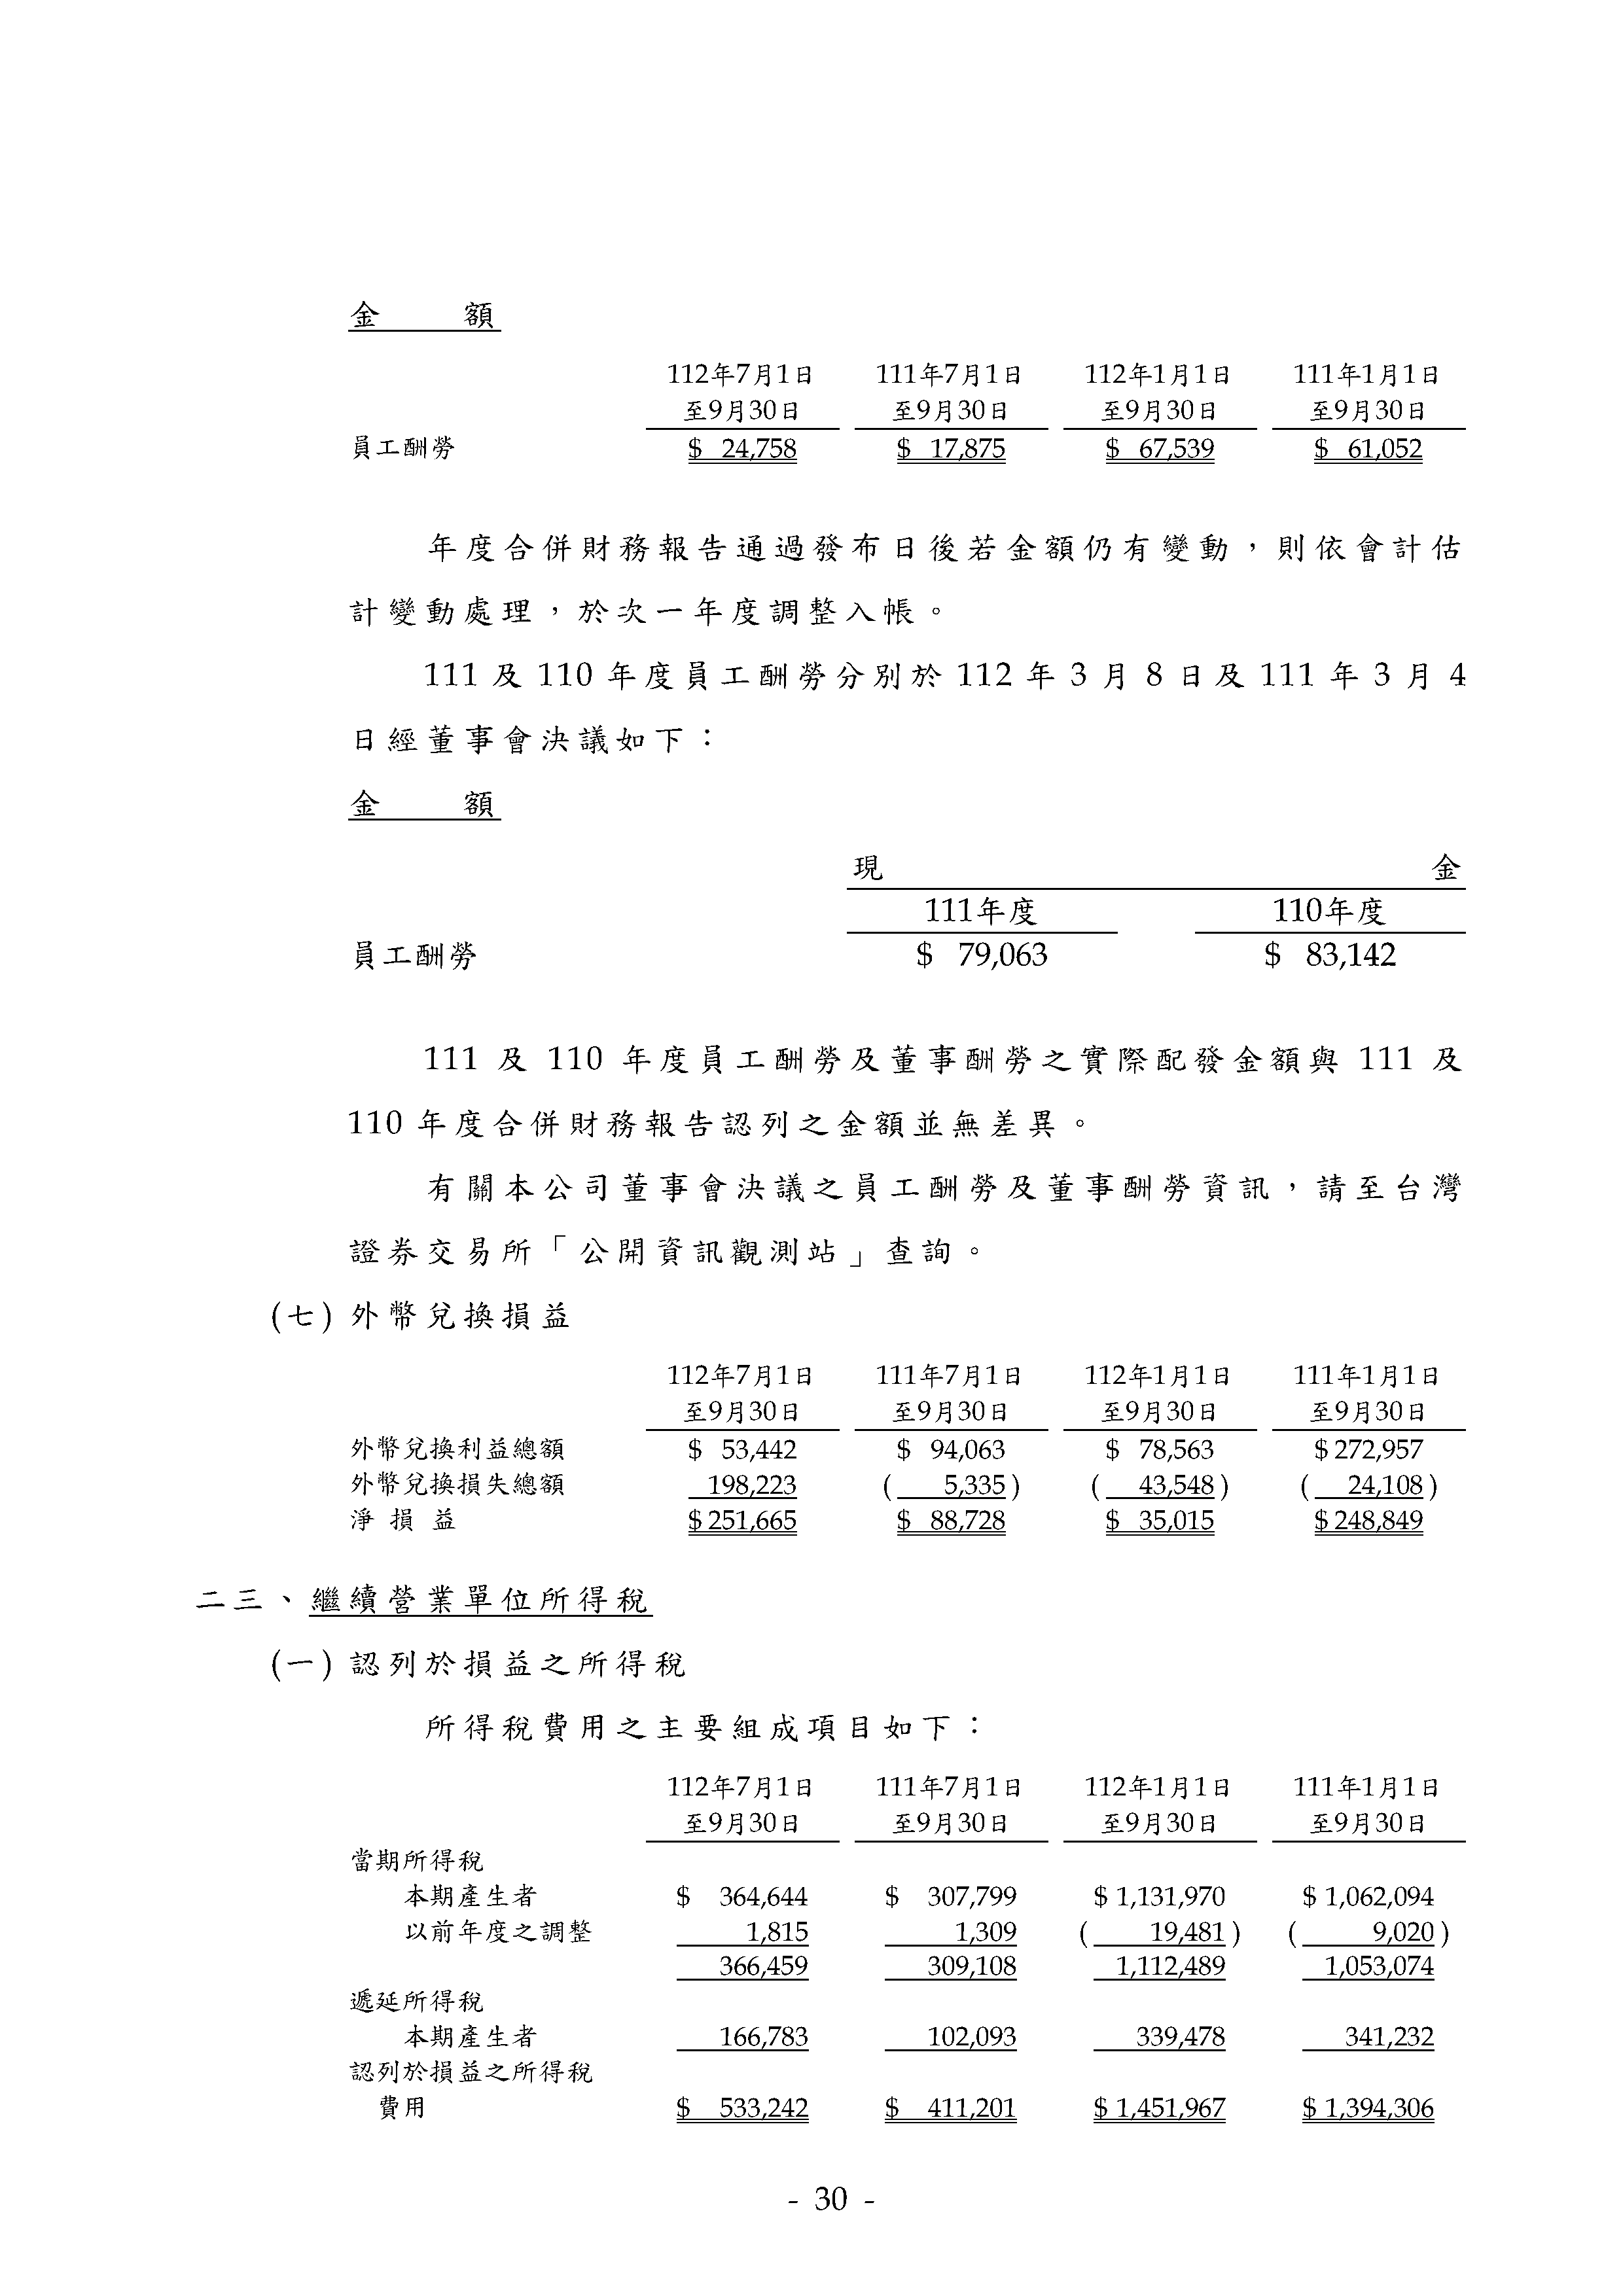 金 額
112年7月1日 111年7月1日 112年1月1日 111年1月1日
至9月30日 至9月30日 至9月30日 至9月30日
員工酬勞 $ 24,758 $ 17,875 $ 67,539 $ 61,052
年度合併財務報告通過發布日後若金額仍有變動，則依會計估
計變動處理，於次一年度調整入帳。
111 及 110 年度員工酬勞分別於 112 年 3 月 8 日及 111 年 3 月 4
日經董事會決議如下：
金 額
現 金
111年度 110年度
員工酬勞 $ 79,063 $ 83,142
111 及 110 年度員工酬勞及董事酬勞之實際配發金額與 111 及
110 年度合併財務報告認列之金額並無差異。
有關本公司董事會決議之員工酬勞及董事酬勞資訊，請至台灣
證券交易所「公開資訊觀測站」查詢。
(七) 外幣兌換損益
112年7月1日 111年7月1日 112年1月1日 111年1月1日
至9月30日 至9月30日 至9月30日 至9月30日
外幣兌換利益總額 $ 53,442 $ 94,063 $ 78,563 $ 272,957
外幣兌換損失總額 198,223 ( 5,335) ( 43,548) ( 24,108)
淨 損 益 $ 251,665 $ 88,728 $ 35,015 $ 248,849
二三、繼續營業單位所得稅
(一) 認列於損益之所得稅
所得稅費用之主要組成項目如下：
112年7月1日 111年7月1日 112年1月1日 111年1月1日
至9月30日 至9月30日 至9月30日 至9月30日
當期所得稅
本期產生者 $ 364,644 $ 307,799 $ 1,131,970 $ 1,062,094
以前年度之調整 1,815 1,309 ( 19,481) ( 9,020)
366,459 309,108 1,112,489 1,053,074
遞延所得稅
本期產生者 166,783 102,093 339,478 341,232
認列於損益之所得稅
費用 $ 533,242 $ 411,201 $ 1,451,967 $ 1,394,306
- 30 -